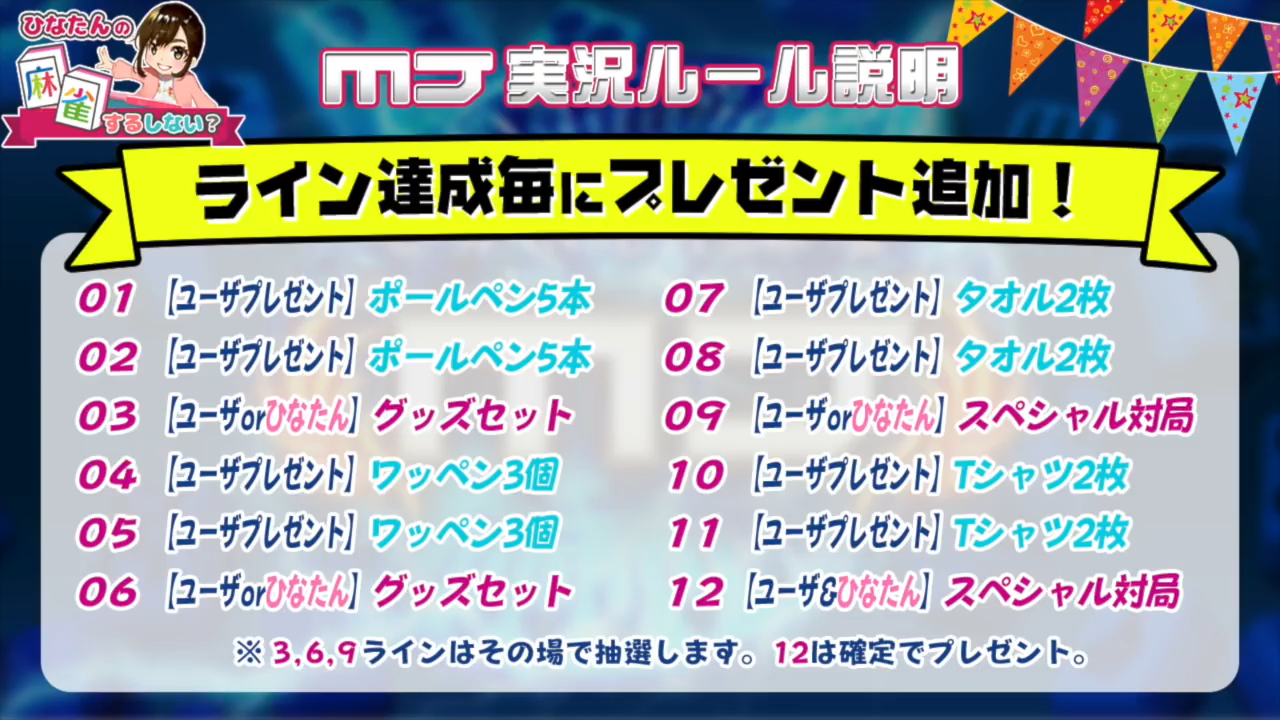 ひなたんの
麻
雀
するしない?
MJ 実況ルール説明
ライン達成毎にプレゼント追加!
01 【ユーザプレゼント】 ボールペン5本
02 【ユーザプレゼント】 ボールペン5本
03 【ユーザorひなたん】 グッズセット
04 【ユーザプレゼント】 ワッペン3個
05 【ユーザプレゼント】 ワッペン3個
06 【ユーザorひなたん】 グッズセット
07 【ユーザプレゼント】 タオル2枚
08 【ユーザプレゼント】 タオル2枚
09 【ユーザorひなたん】 スペシャル対局
10 【ユーザプレゼント】 Tシャツ2枚
11 【ユーザプレゼント】 Tシャツ2枚
12 【ユーザ&ひなたん】 スペシャル対局
※ 3,6,9ラインはその場で抽選します。 12は確定でプレゼント。